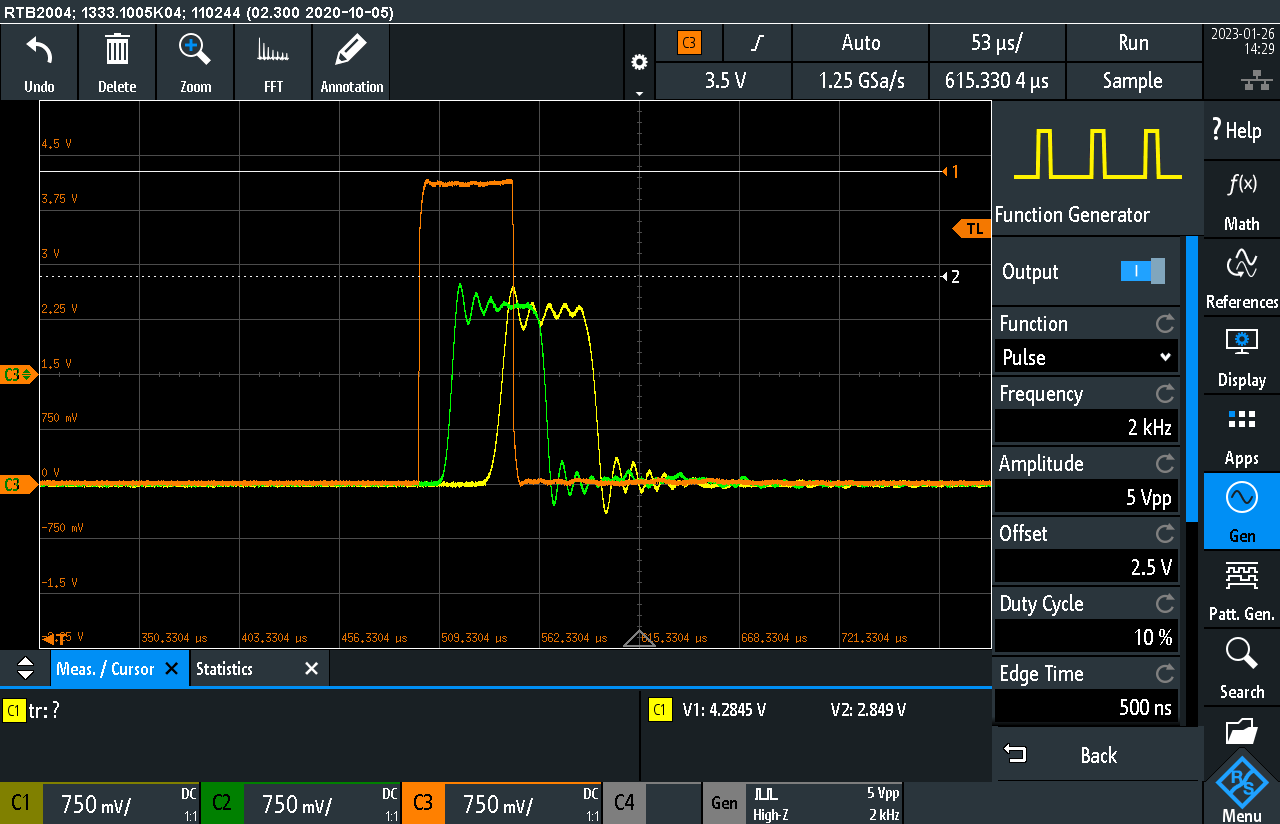 RTB2004; 1333.1005K04; 110244 (02.300 2020-10-05)
Undo
Delete
Zoom
FFT
Annotation
C3
Auto
53 µs/
Run
3.5 V
1.25 GSa/s
615.330 4 µs
Sample
2023-01-26
14:29
4.5 V
3.75 V
3 V
2.25 V
1.5 V
750 mV
0 V
-750 mV
-1.5 V
1
2
TL
C3
C3
T
350,3304 µs
403,3304 µs
456,3304 µs
509,3304 µs
562,3304 µs
615,3304 µs
668,3304 µs
721,3304 µs
Function Generator
Output
Function
Pulse
Frequency
2 kHz
Amplitude
5 Vpp
Offset
2.5 V
Duty Cycle
10 %
Edge Time
500 ns
Back
? Help
f(x)
Math
References
Display
Apps
Gen
Patt. Gen.
Search
R&S
Menu
Meas. / Cursor
Statistics
C1 tr: ?
C1 V1: 4.2845 V V2: 2.849 V
C1 750 mV/ DC 1:1
C2 750 mV/ DC 1:1
C3 750 mV/ DC 1:1
C4
Gen High-Z 5 Vpp 2 kHz